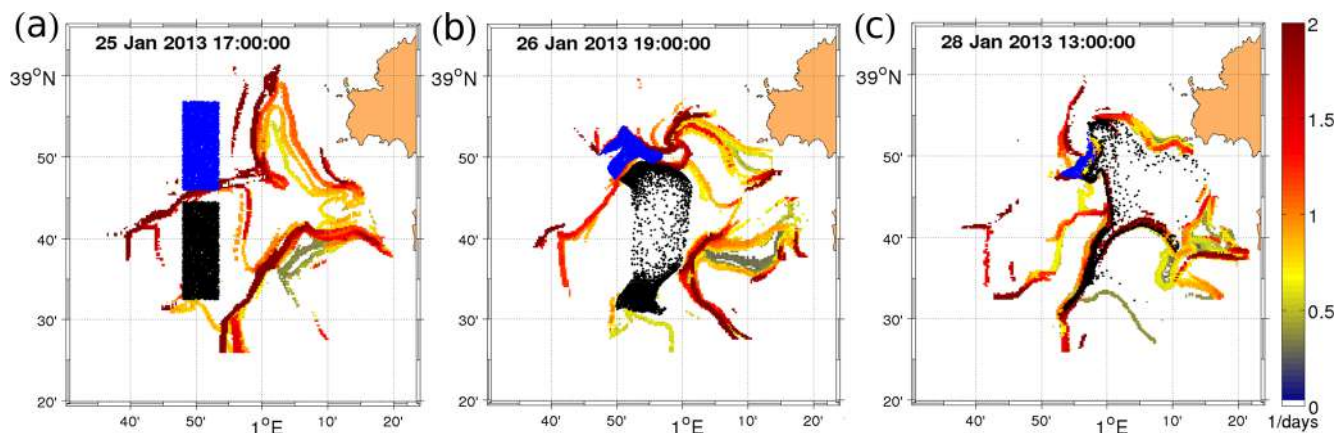 (a) (b) (c)
25 Jan 2013 17:00:00 26 Jan 2013 19:00:00 28 Jan 2013 13:00:00 2
39°N 39°N 39°N
1.5
50' 50' 50'
1
40' 40' 40'
0.5
30' 30' 30'
20' 20' 20' 0
40' 50' 1°E 10' 20' 40' 50' 1°E 10' 20' 40' 50' 1°E 10' 20' 1/days